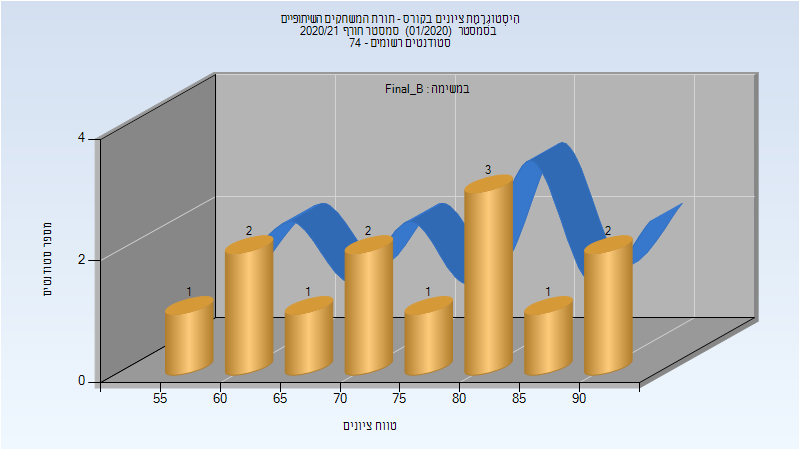 היסטוגרמת ציונים בקורס - תורת המשחקים השיתופיים
בסמסטר (01/2020) סמסטר חורף 2020/21
סטודנטים רשומים - 74
במשימה : Final_B
מספר סטודנטים
4
2
0
1
2
1
2
1
3
1
2
55 60 65 70 75 80 85 90
טווח ציונים